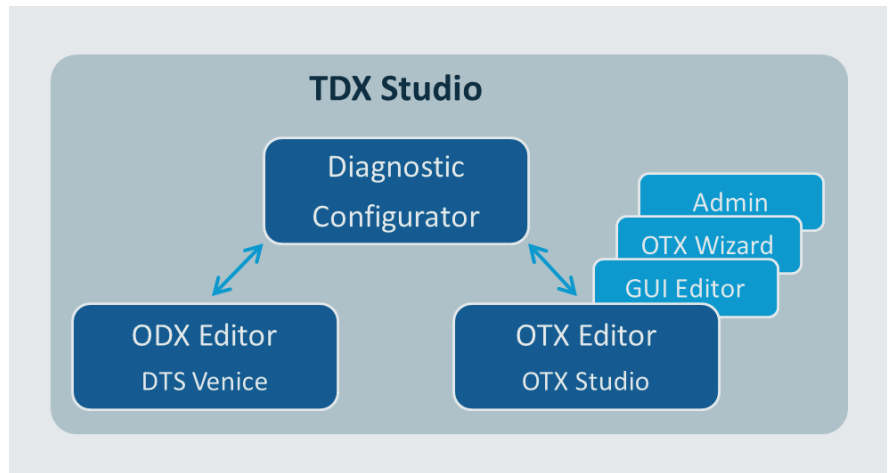 TDX Studio
Diagnostic
Configurator
Admin
OTX Wizard
GUI Editor
ODX Editor
DTS Venice
OTX Editor
OTX Studio